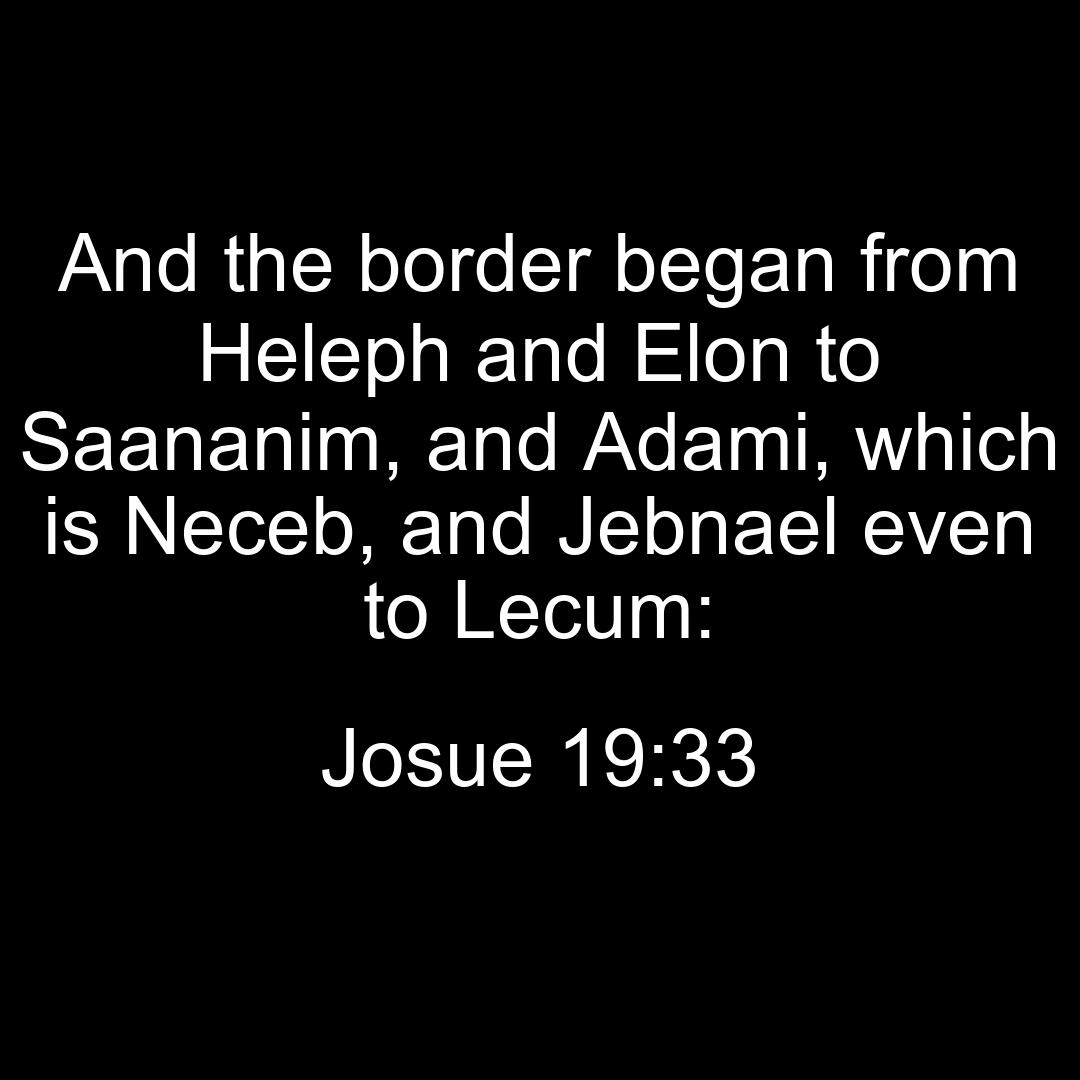 And the border began from
Heleph and Elon to
Saananim, and Adami, which
is Neceb, and Jebnael even
to Lecum:
Josue 19:33